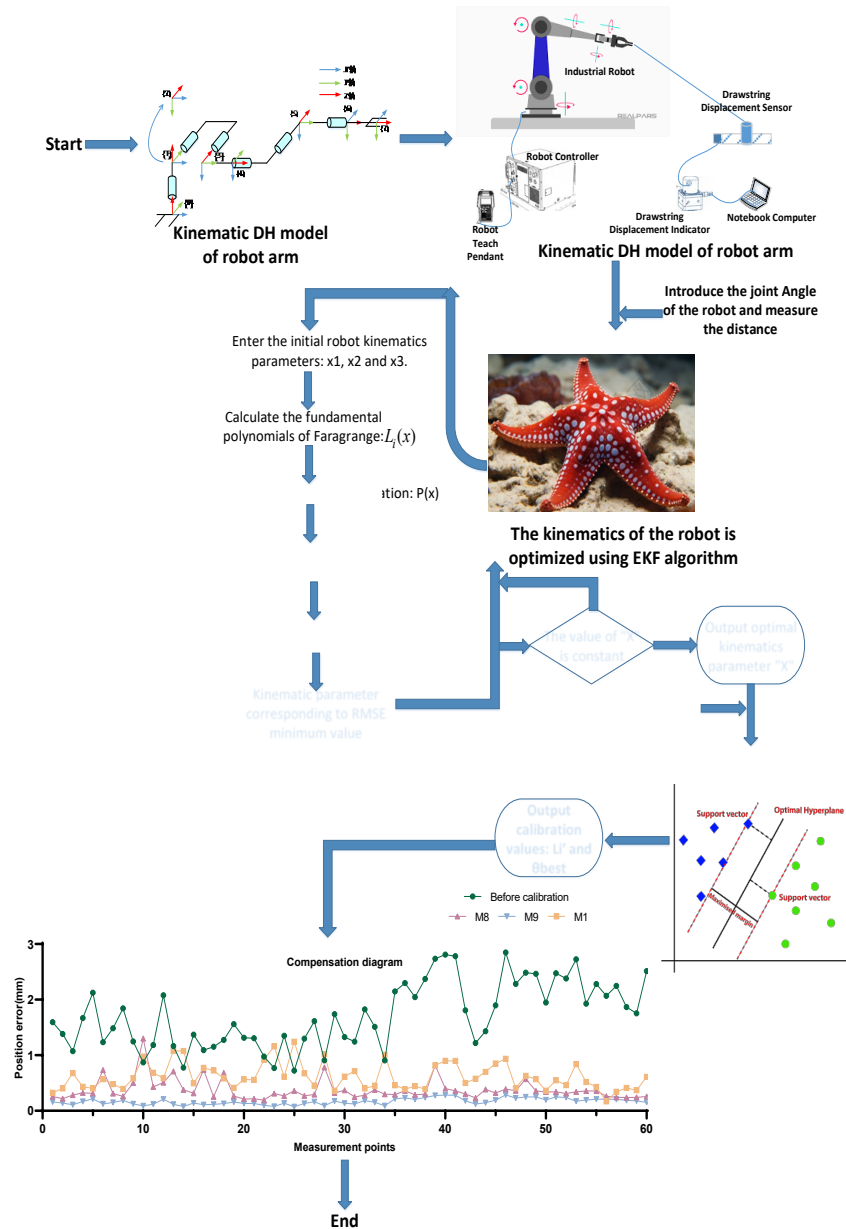 Start
Kinematic DH model
of robot arm
Industrial Robot
REALPARS
Drawstring
Displacement Sensor
Robot Controller
Robot
Teach
Pendant
Drawstring
Displacement Indicator
Notebook Computer
Kinematic DH model of robot arm
Introduce the joint Angle
of the robot and measure
the distance
Enter the initial robot kinematics
parameters: x1, x2 and x3.
Calculate the fundamental
polynomials of Faragrange: L_i(x)
ation: P(x)
The kinematics of the robot is
optimized using EKF algorithm
The value of "X"
is constant
Output optimal
kinematics
parameter "X"
Kinematic parameter
corresponding to RMSE
minimum value
Output
calibration
values: Li' and
θbest
Support vector
Optimal Hyperplane
Support vector
Maximized margin
Before calibration
M8 M9 M1
Compensation diagram
Position error(mm)
3
2
1
0
0 10 20 30 40 50 60
Measurement points
End